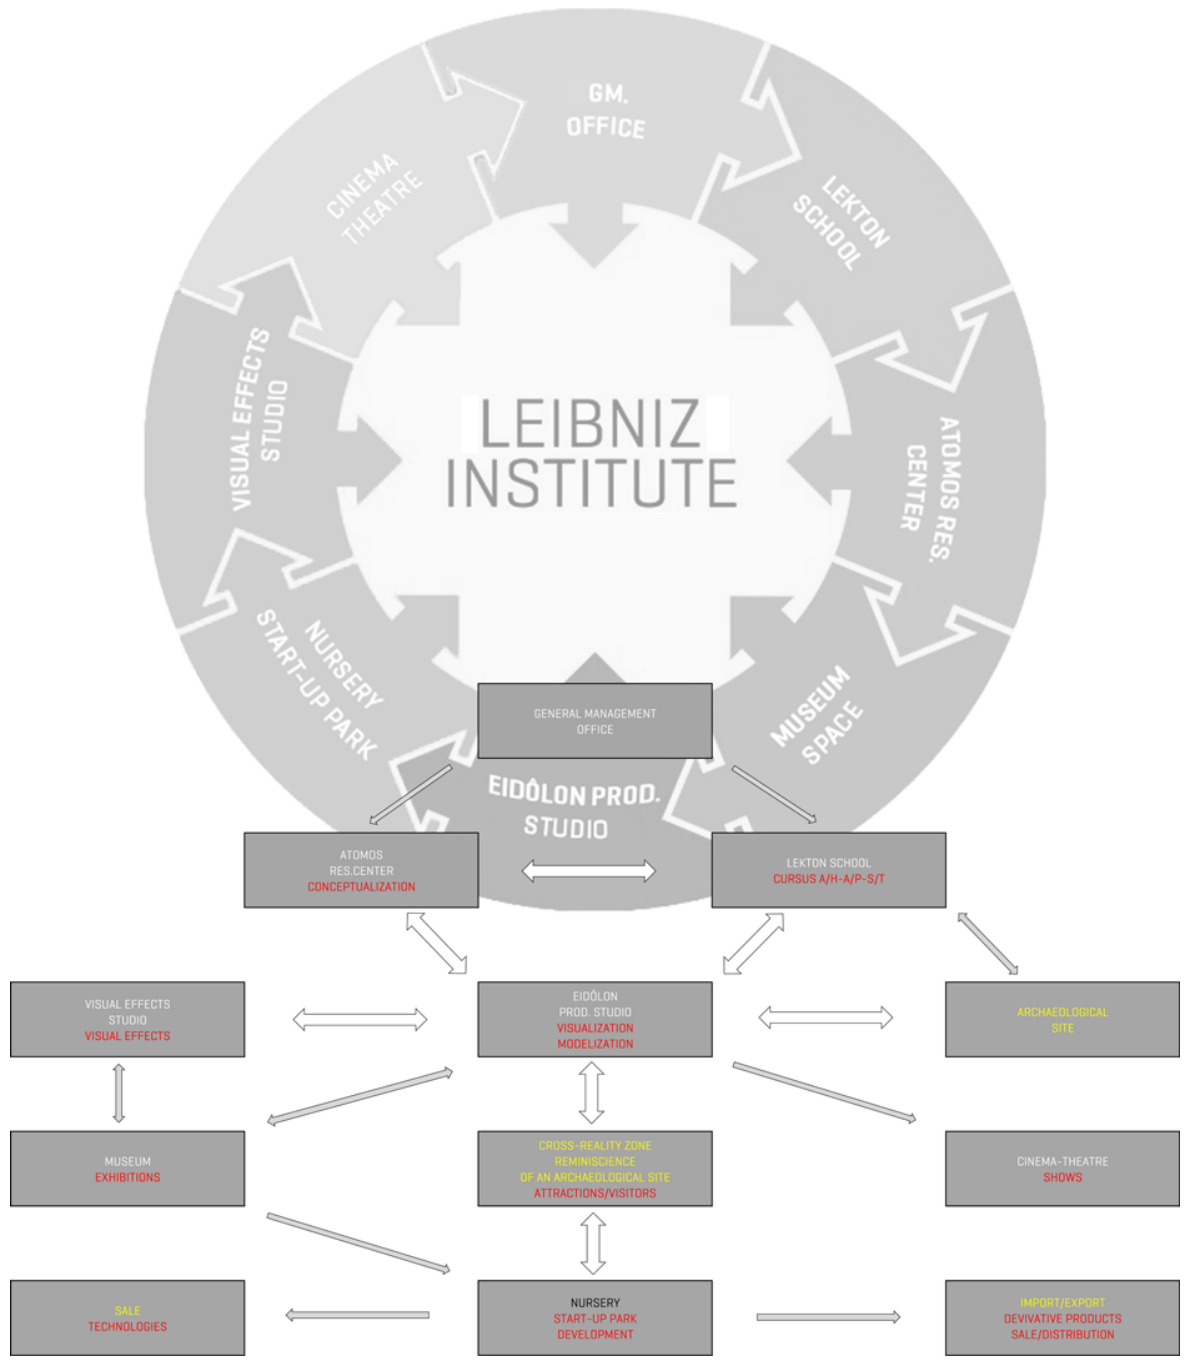 GM.
OFFICE
CINEMA
THEATRE
LEKTON
SCHOOL
VISUAL EFFECTS
STUDIO
LEIBNIZ
INSTITUTE
ATOMOS RES.
CENTER
NURSERY
START-UP PARK
MUSEUM
SPACE
EIDÔLON PROD.
STUDIO
GENERAL MANAGEMENT
OFFICE
ATOMOS
RES.CENTER
CONCEPTUALIZATION
LEKTON SCHOOL
CURSUS A/H-A/P-S/T
VISUAL EFFECTS
STUDIO
VISUAL EFFECTS
EIDÔLON
PROD. STUDIO
VISUALIZATION
MODELIZATION
ARCHAEOLOGICAL
SITE
MUSEUM
EXHIBITIONS
CROSS-REALITY ZONE
REMINISCIENCE
OF AN ARCHAEOLOGICAL SITE
ATTRACTIONS/VISITORS
CINEMA-THEATRE
SHOWS
SALE
TECHNOLOGIES
NURSERY
START-UP PARK
DEVELOPMENT
IMPORT/EXPORT
DEVIVATIVE PRODUCTS
SALE/DISTRIBUTION